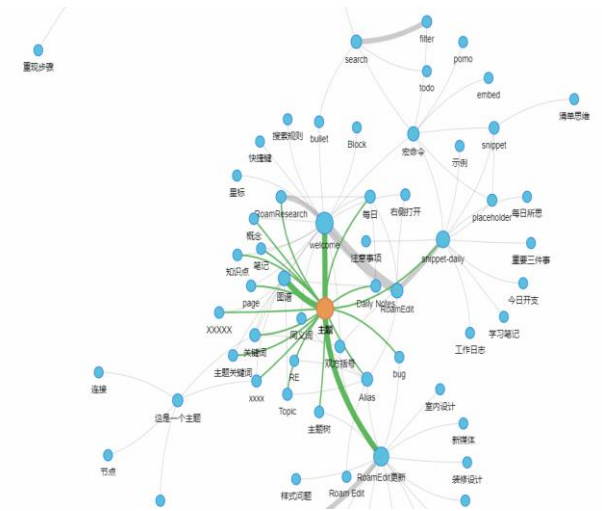 filter
search
pomo
重现步骤
todo
embed
清单思维
搜索规则
bullet
Block
宏命令
snippet
快捷键
示例
星标
RoamResearch
每日
右侧打开
placeholder
每日所思
概念
welcome
注意事项
snippet-daily
重要三件事
知识点
笔记
图谱
page
Daily Notes
RoamEdit
今日开支
XXXXX
主题
学习笔记
关键词
同义词
双方括号
工作日志
主题关键词
RE
bug
连接
xxxx
Topic
Alias
室内设计
这是一个主题
主题树
新媒体
节点
RoamEdit更新
装修设计
样式问题
Roam Edit